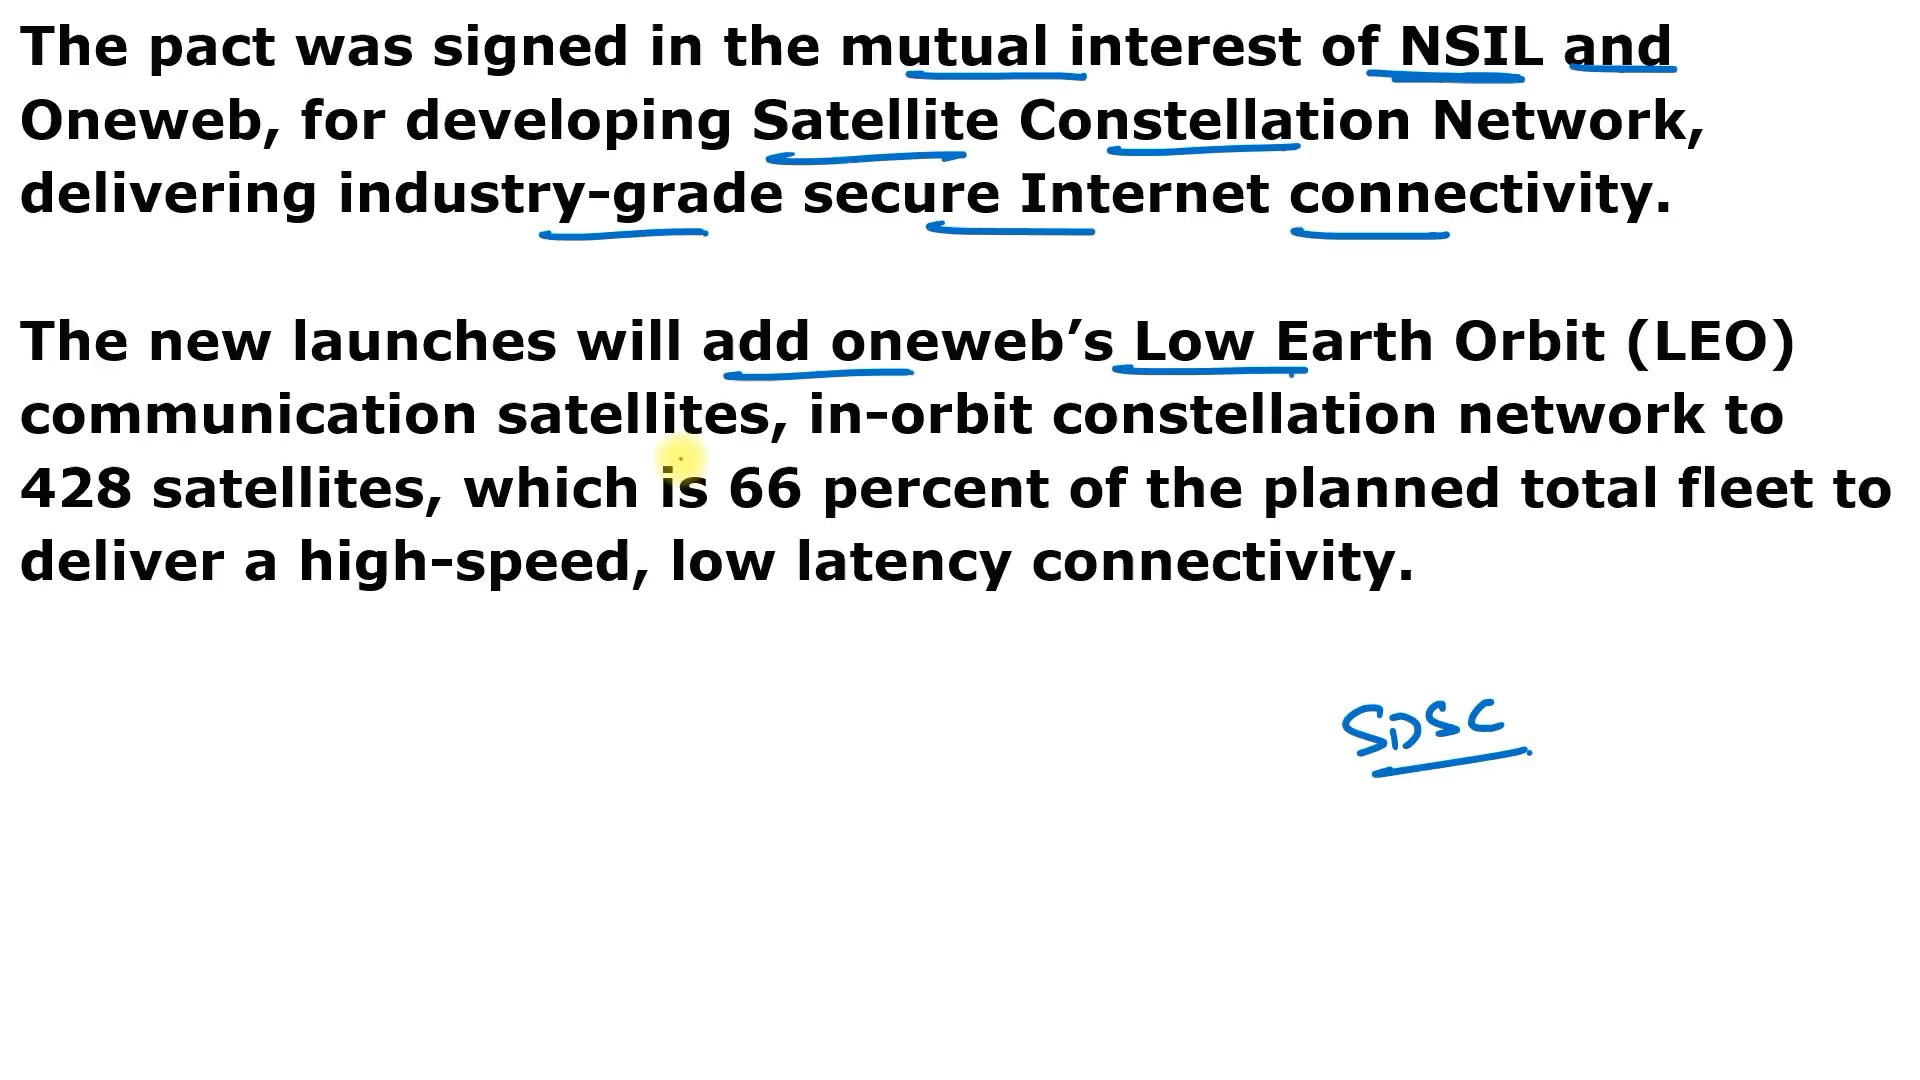 The pact was signed in the mutual interest of NSIL and
Oneweb, for developing Satellite Constellation Network,
delivering industry-grade secure Internet connectivity.
The new launches will add oneweb’s Low Earth Orbit (LEO)
communication satellites, in-orbit constellation network to
428 satellites, which is 66 percent of the planned total fleet to
deliver a high-speed, low latency connectivity.
SDSC